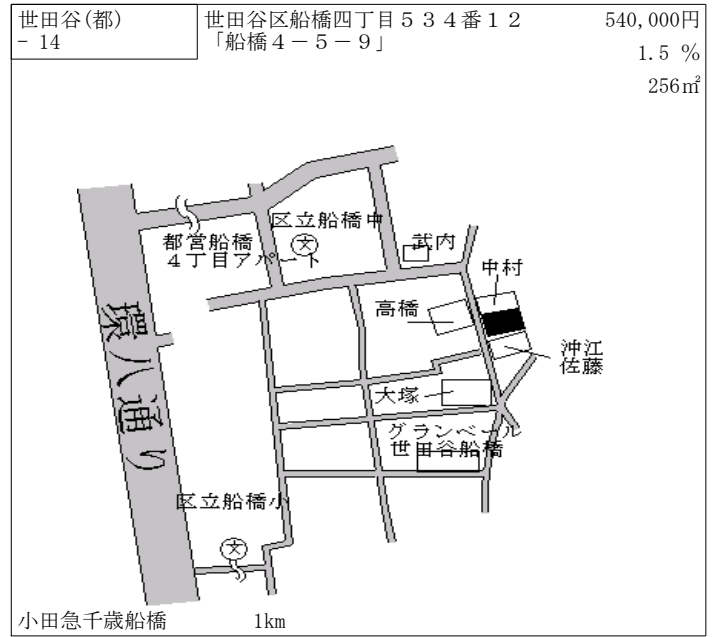 世田谷(都)
- 14
世田谷区船橋四丁目５３４番１２
「船橋４－５－９」
540,000円
1.5 %
256㎡
区立船橋中
文
都営船橋
４丁目アパート
武内
中村
高橋
沖江
佐藤
環八通り
大塚
グランベール
世田谷船橋
区立船橋小
文
小田急千歳船橋
1km